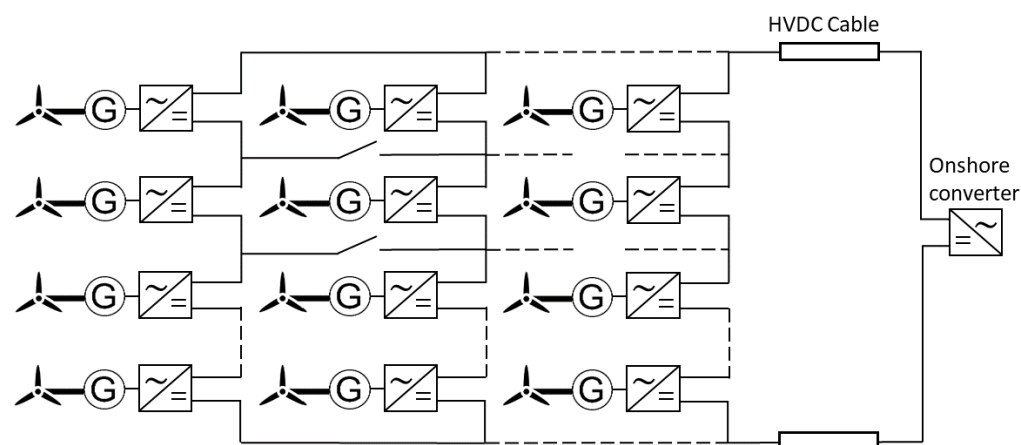 HVDC Cable
G G G
G G G
Onshore
converter
G G G
G G G